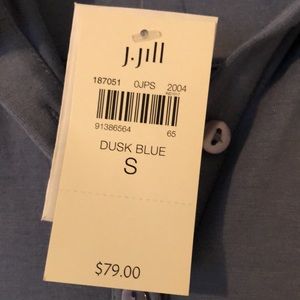 J.Jill
187051 0JPS 2004
91386564 65
DUSK BLUE
S
$79.00